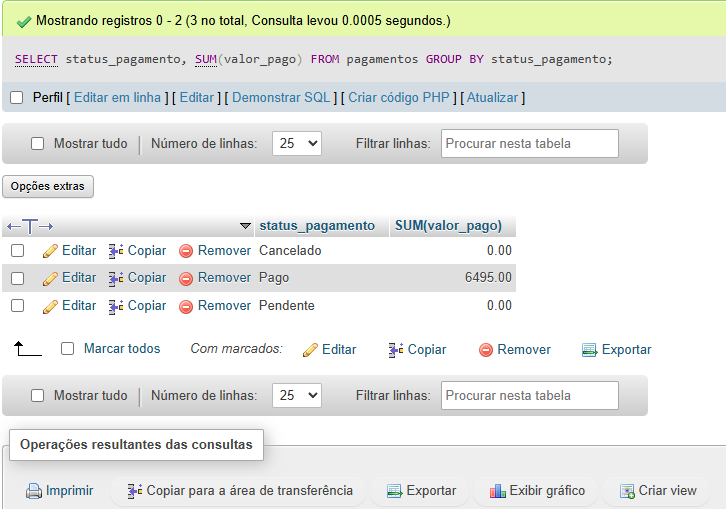 Mostrando registros 0 - 2 (3 no total, Consulta levou 0.0005 segundos.)
SELECT status_pagamento, SUM(valor_pago) FROM pagamentos GROUP BY status_pagamento;
Perfil [ Editar em linha ] [ Editar ] [ Demonstrar SQL ] [ Criar código PHP ] [ Atualizar ]
Mostrar tudo | Número de linhas: 25 Filtrar linhas: Procurar nesta tabela
Opções extras
←T→ status_pagamento SUM(valor_pago)
Editar Copiar Remover Cancelado 0.00
Editar Copiar Remover Pago 6495.00
Editar Copiar Remover Pendente 0.00
Marcar todos Com marcados: Editar Copiar Remover Exportar
Mostrar tudo | Número de linhas: 25 Filtrar linhas: Procurar nesta tabela
Operações resultantes das consultas
Imprimir Copiar para a área de transferência Exportar Exibir gráfico Criar view